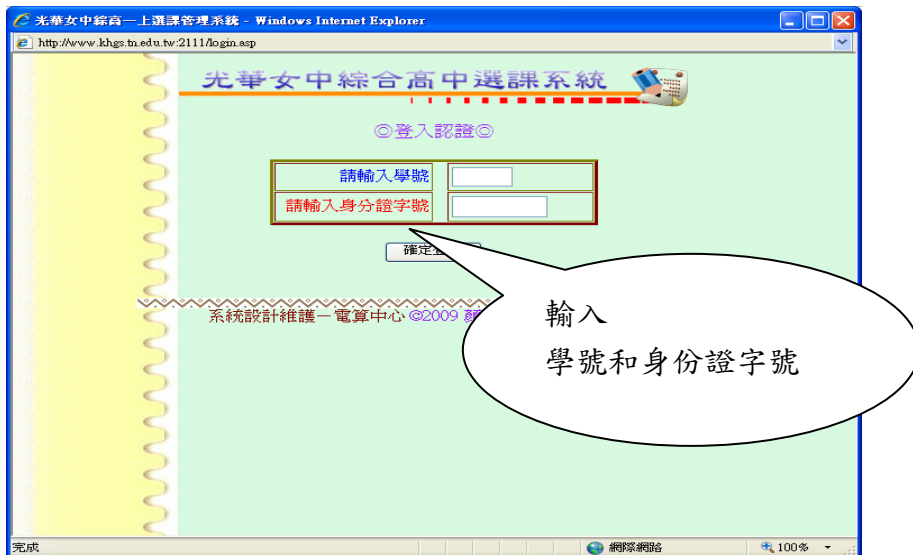 光華女中綜高一上選課管理系統 - Windows Internet Explorer
http://www.khgs.tn.edu.tw:2111/login.asp
光華女中綜合高中選課系統
◎登入認證◎
請輸入學號
請輸入身分證字號
確定
輸入
學號和身份證字號
系統設計維護—電算中心 ©2009
完成
網際網路
100%